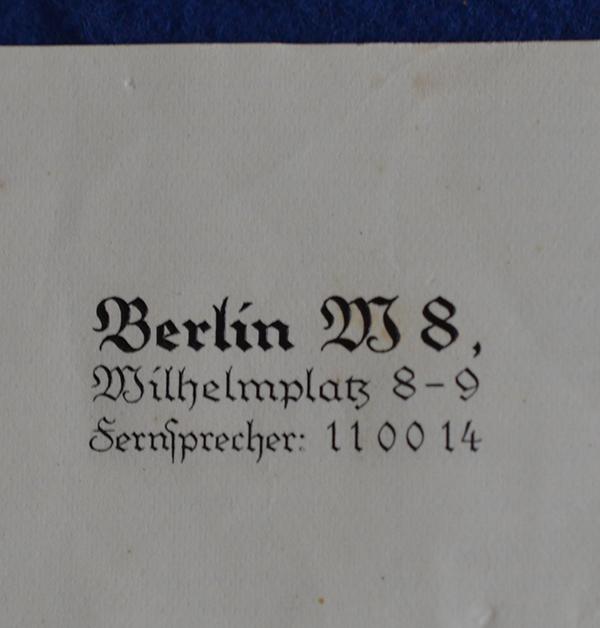 Berlin W 8,
Wilhelmplatz 8-9
Fernsprecher: 11 00 14